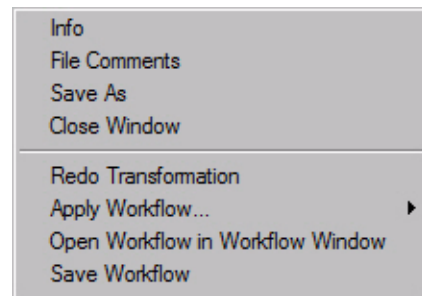 Info
File Comments
Save As
Close Window
Redo Transformation
Apply Workflow...
Open Workflow in Workflow Window
Save Workflow